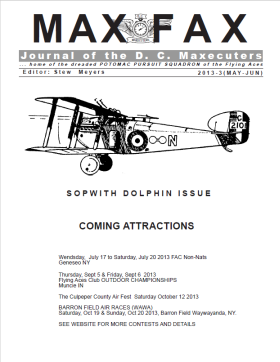 MAX FAX
Journal of the D. C. Maxecuters
... home of the dreaded POTOMAC PURSUIT SQUADRON of the Flying Aces
Editor: Stew Meyers 2013-3(MAY-JUN)
C
210
N
SOPWITH DOLPHIN ISSUE
COMING ATTRACTIONS
Wendsday, July 17 to Saturday, July 20 2013 FAC Non-Nats
Geneseo NY
Thursday, Sept 5 & Friday, Sept 6 2013
Flying Aces Club OUTDOOR CHAMPIONSHIPS
Muncie IN
The Culpeper County Air Fest Saturday October 12 2013
BARRON FIELD AIR RACES (WAWA)
Saturday, Oct 19 & Sunday, Oct 20 2013, Barron Field Waywayanda, NY.
SEE WEBSITE FOR MORE CONTESTS AND DETAILS